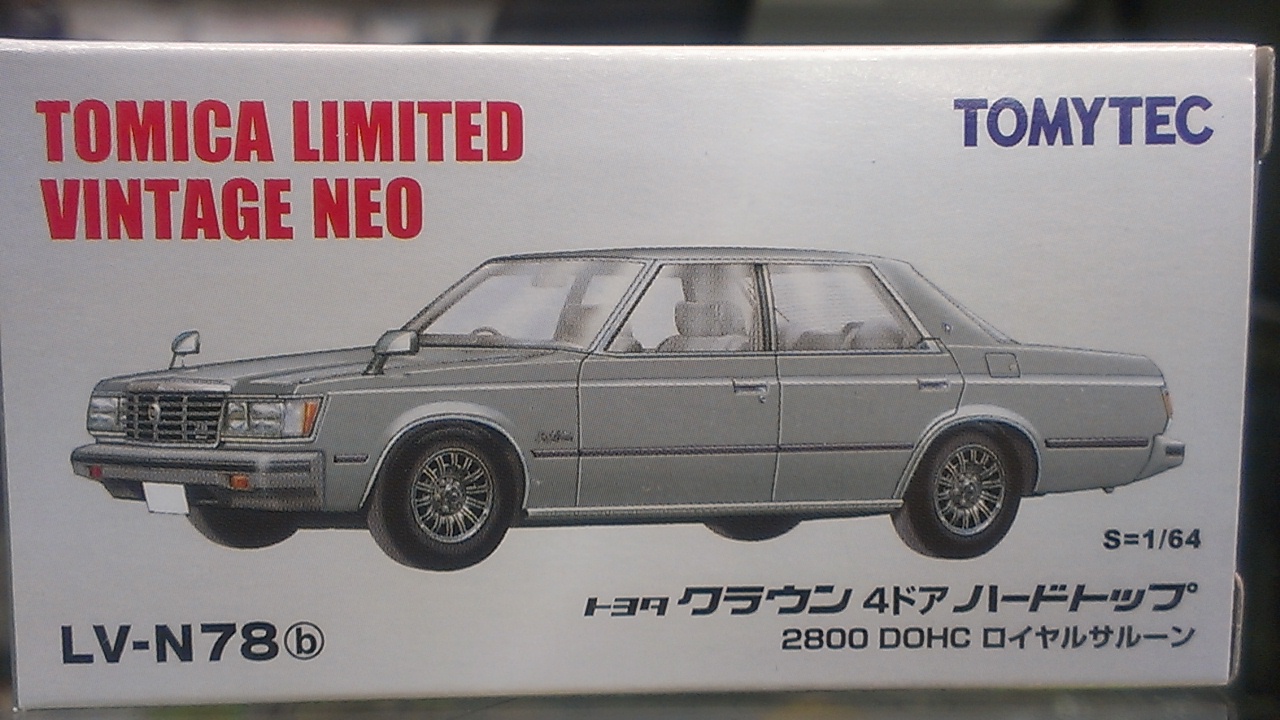 TOMICA LIMITED
VINTAGE NEO
TOMYTEC
S=1/64
トヨタ クラウン 4ドア ハードトップ
2800 DOHC ロイヤルサルーン
LV-N78ⓑ